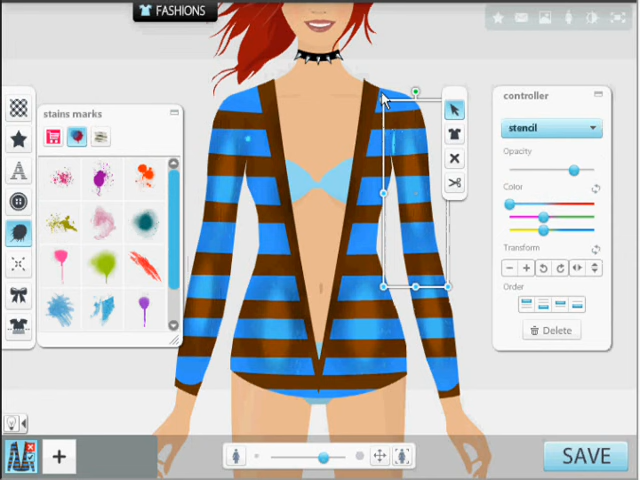 FASHIONS
stains marks
controller
stencil
Opacity
Color
Transform
Order
Delete
SAVE